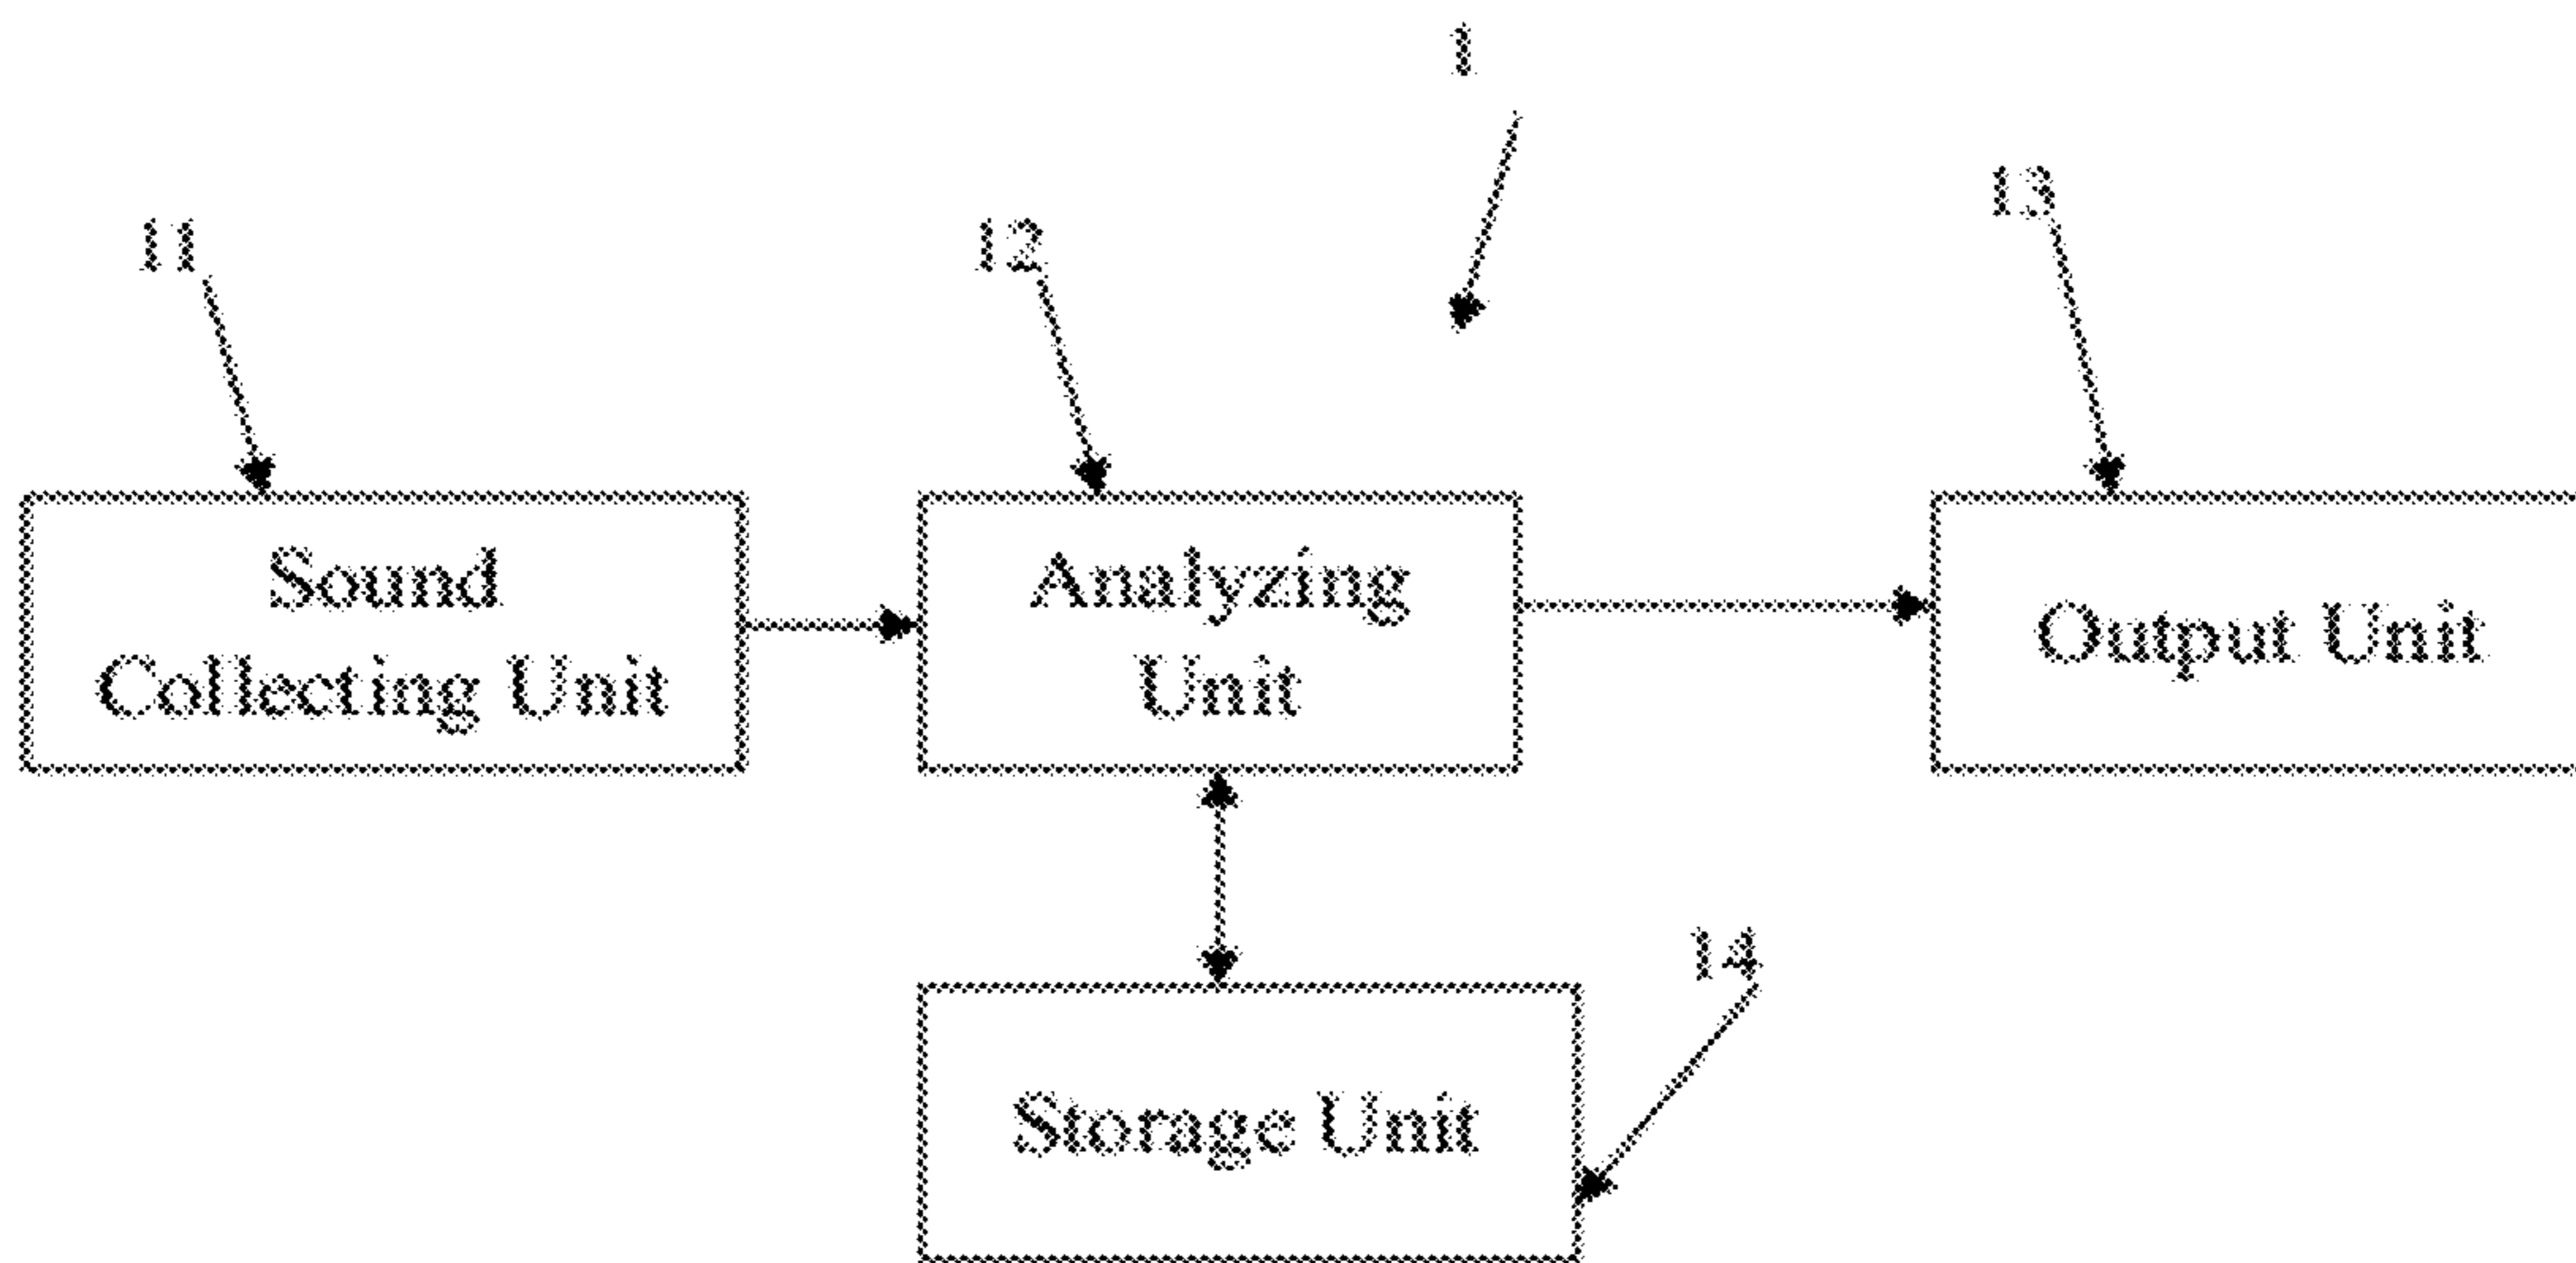 1
13
11
12
Sound
Collecting Unit
Analyzing
Unit
Output Unit
14
Storage Unit